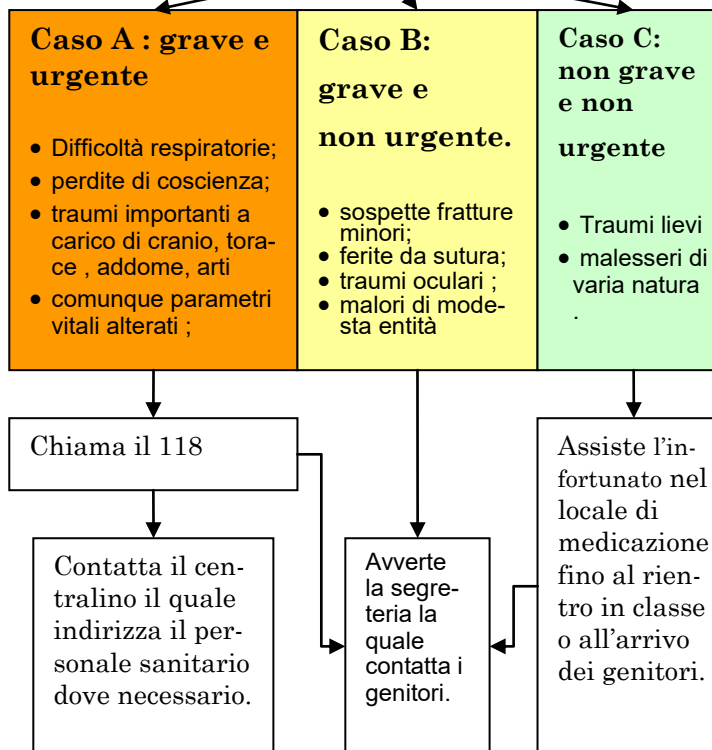 Caso A : grave e
urgente
• Difficoltà respiratorie;
• perdite di coscienza;
• traumi importanti a
carico di cranio, tora-
ce , addome, arti
• comunque parametri
vitali alterati ;
Caso B:
grave e
non urgente.
• sospette fratture
minori;
• ferite da sutura;
• traumi oculari ;
• malori di mode-
sta entità
Caso C:
non grave
e non
urgente
• Traumi lievi
• malesseri di
varia natura
.
Chiama il 118
Contatta il cen-
tralino il quale
indirizza il per-
sonale sanitario
dove necessario.
Avverte
la segre-
teria la
quale
contatta i
genitori.
Assiste l'in-
fortunato nel
locale di
medicazione
fino al rien-
tro in classe
o all'arrivo
dei genitori.